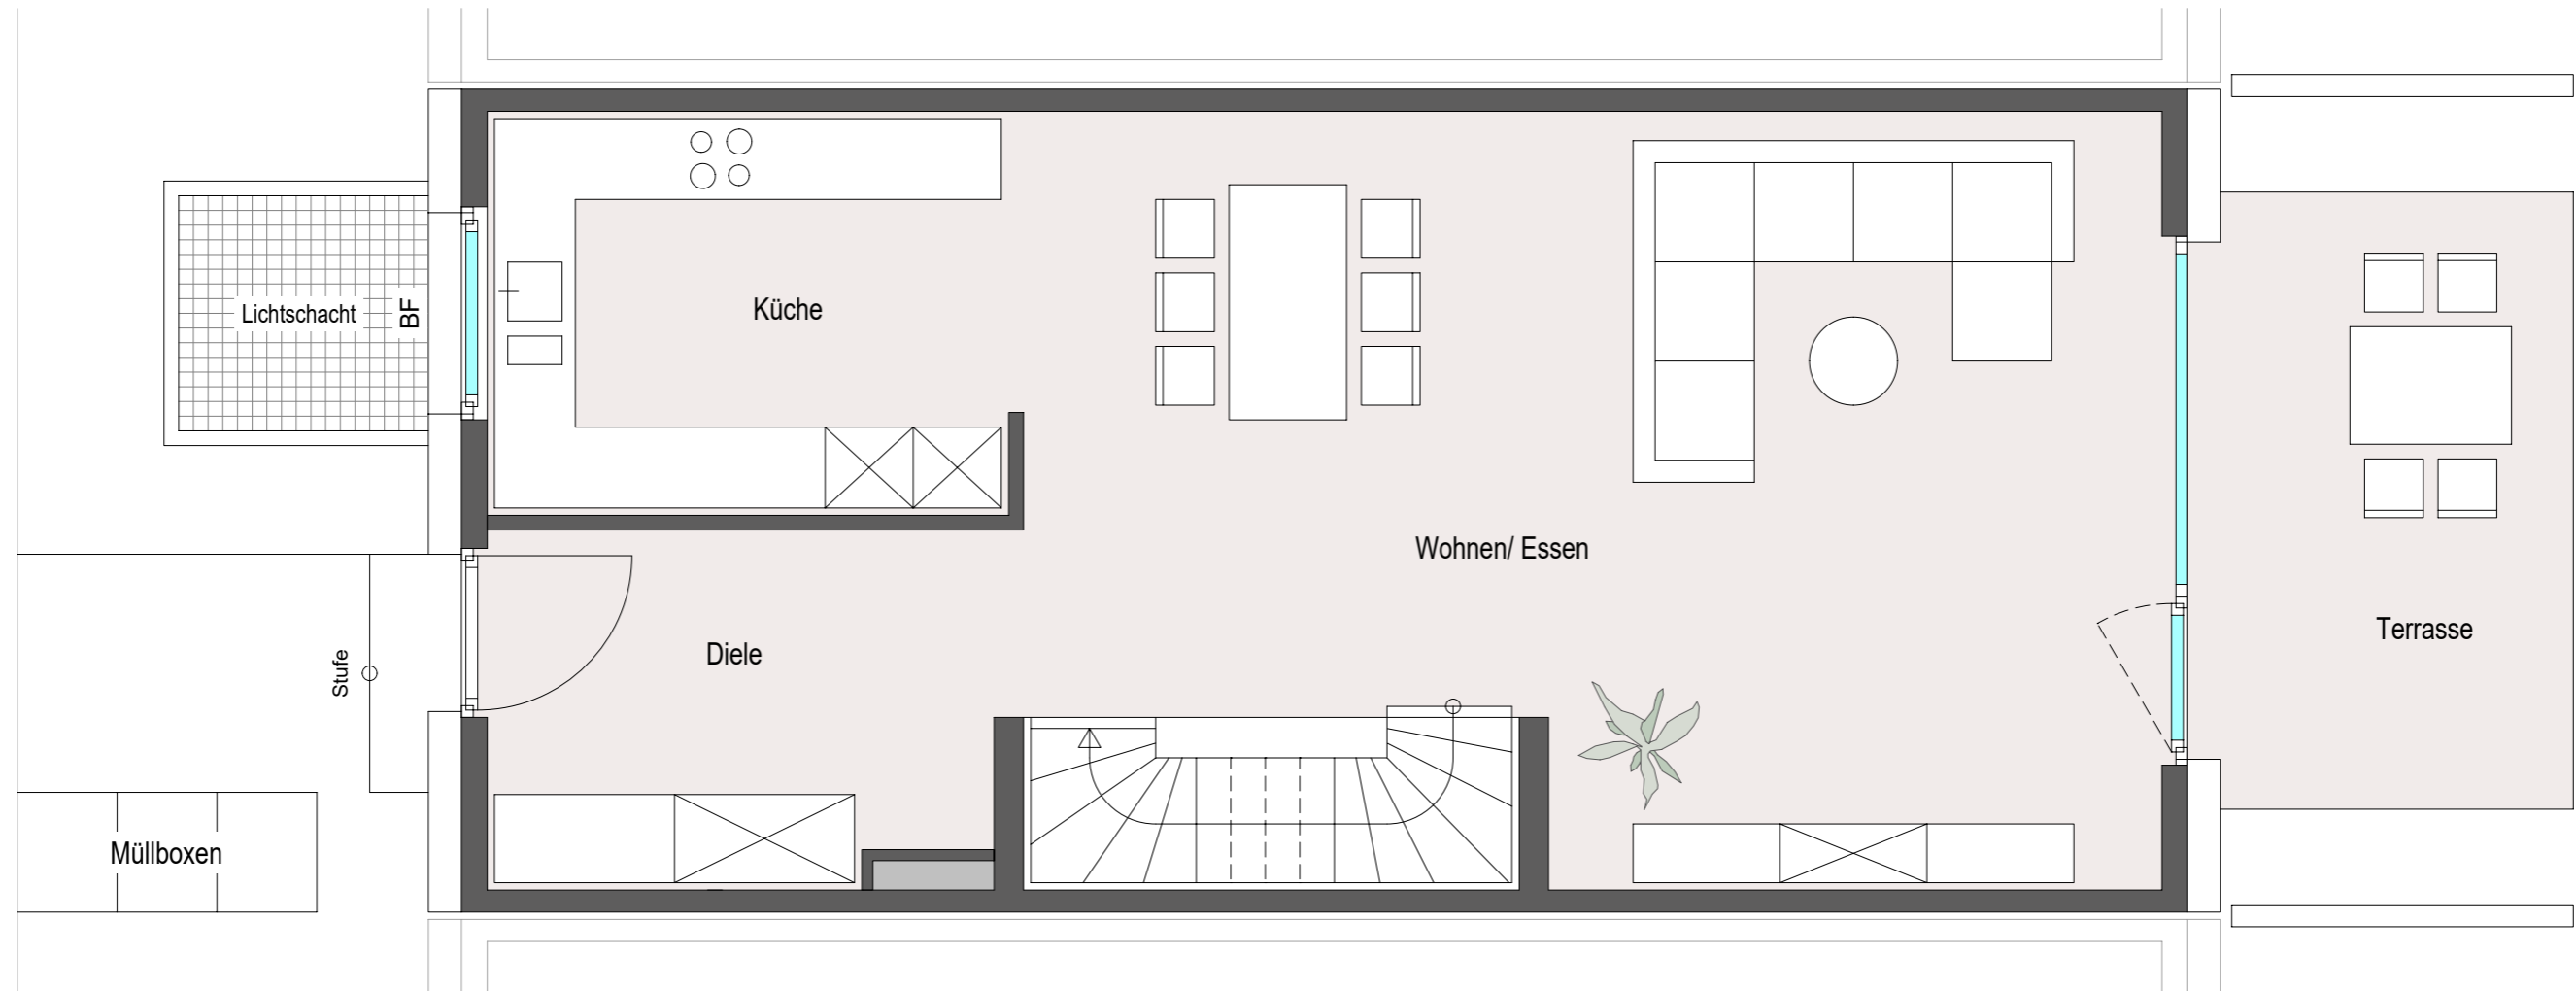 Lichtschacht
BF
Küche
Wohnen/ Essen
Terrasse
Stufe
Diele
Müllboxen